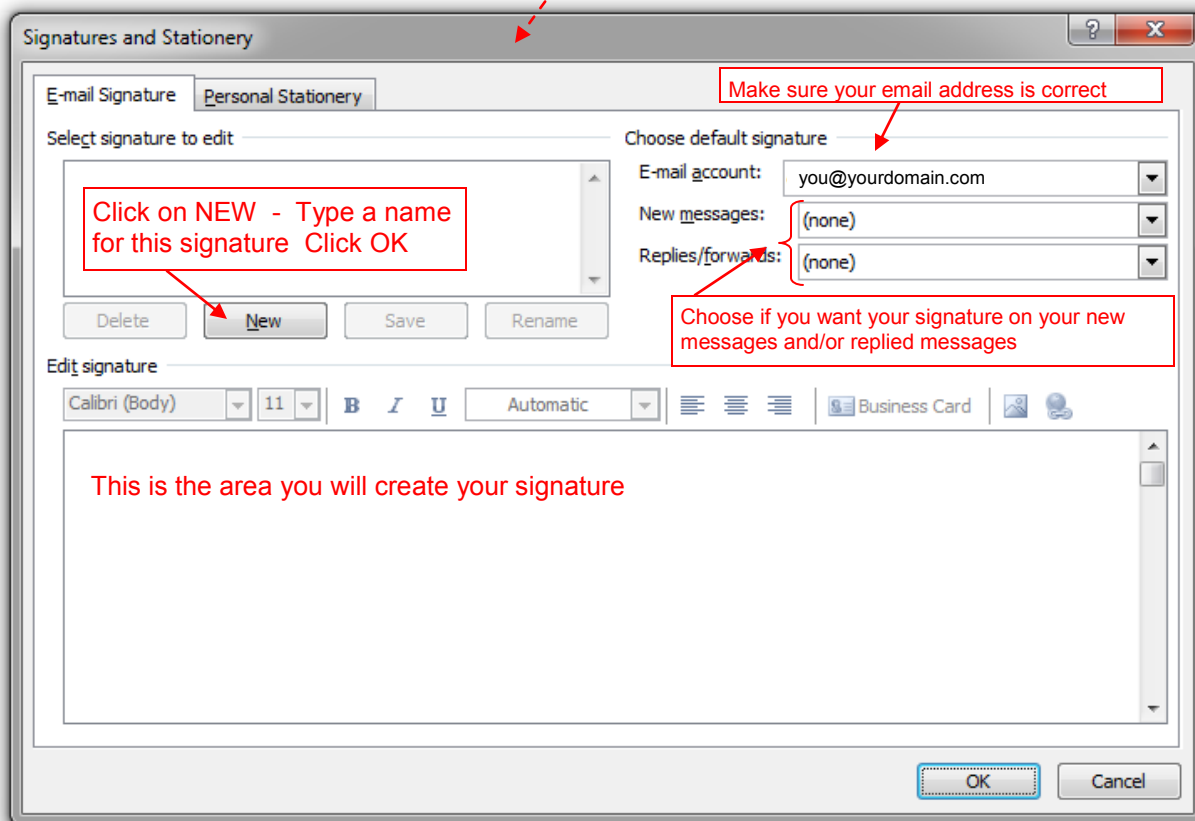 Signatures and Stationery
E-mail Signature
Personal Stationery
Make sure your email address is correct
Select signature to edit
Choose default signature
E-mail account:
you@yourdomain.com
Click on NEW  -  Type a name
for this signature  Click OK
New messages:
(none)
Replies/forwards:
(none)
Delete
New
Save
Rename
Choose if you want your signature on your new
messages and/or replied messages
Edit signature
Calibri (Body)
11
B
I
U
Automatic
Business Card
This is the area you will create your signature
OK
Cancel